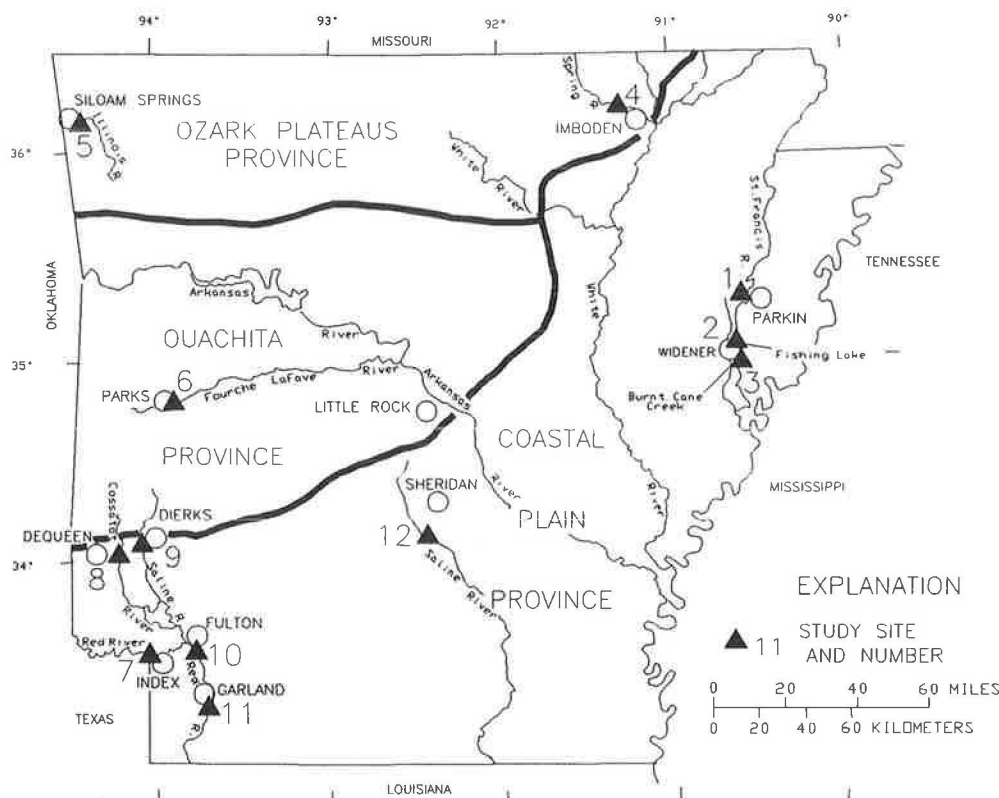 94°
93°
92°
91°
90°
MISSOURI
SILOAM SPRINGS
5
Illinois R.
OZARK PLATEAUS
PROVINCE
Spring R.
4
IMBODEN
36°
White
River
St. Francis
R.
TENNESSEE
OKLAHOMA
Arkansas
River
1
PARKIN
OUACHITA
White
2
WIDENER
Fishing Lake
35°
6
PARKS
Fourche LaFave
River
Arkansas
LITTLE ROCK
3
Burnt Cane
Creek
COASTAL
PROVINCE
SHERIDAN
River
River
MISSISSIPPI
Cossatot
DIERKS
PLAIN
DEQUEEN
9
12
34°
8
Saline R.
Saline
River
PROVINCE
EXPLANATION
River
FULTON
Red River
10
7
INDEX
Red
GARLAND
11
R.
11
STUDY SITE
AND NUMBER
TEXAS
0 20 40 60 MILES
0 20 40 60 KILOMETERS
LOUISIANA